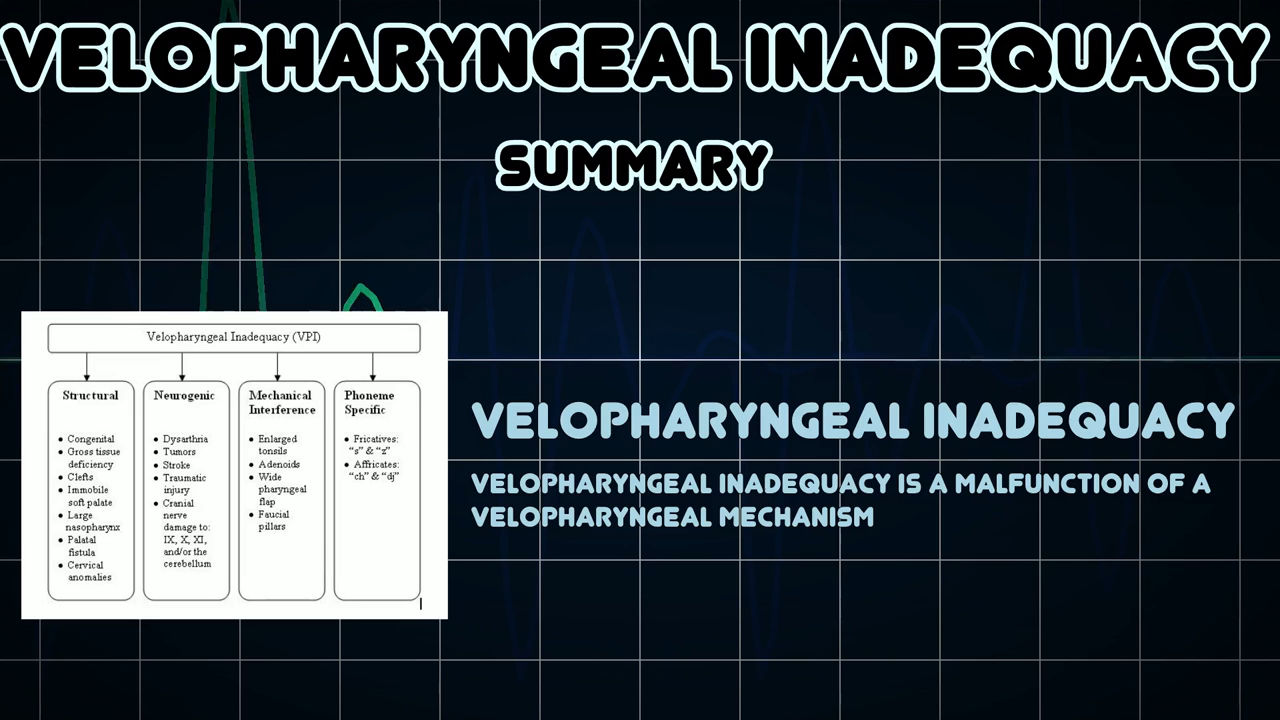 VELOPHARYNGEAL INADEQUACY
SUMMARY
Velopharyngeal Inadequacy (VPI)
Structural
• Congenital
• Gross tissue
deficiency
• Clefts
• Immobile
soft palate
• Large
nasopharynx
• Palatal
fistula
• Cervical
anomalies
Neurogenic
• Dysarthria
• Tumors
• Stroke
• Traumatic
injury
• Cranial
nerve
damage to:
IX, X, XI,
and/or the
cerebellum
Mechanical
Interference
• Enlarged
tonsils
• Adenoids
• Wide
pharyngeal
flap
• Faucial
pillars
Phoneme
Specific
• Fricatives:
"s" & "z"
• Affricates:
"ch" & "dj"
VELOPHARYNGEAL INADEQUACY
VELOPHARYNGEAL INADEQUACY IS A MALFUNCTION OF A
VELOPHARYNGEAL MECHANISM